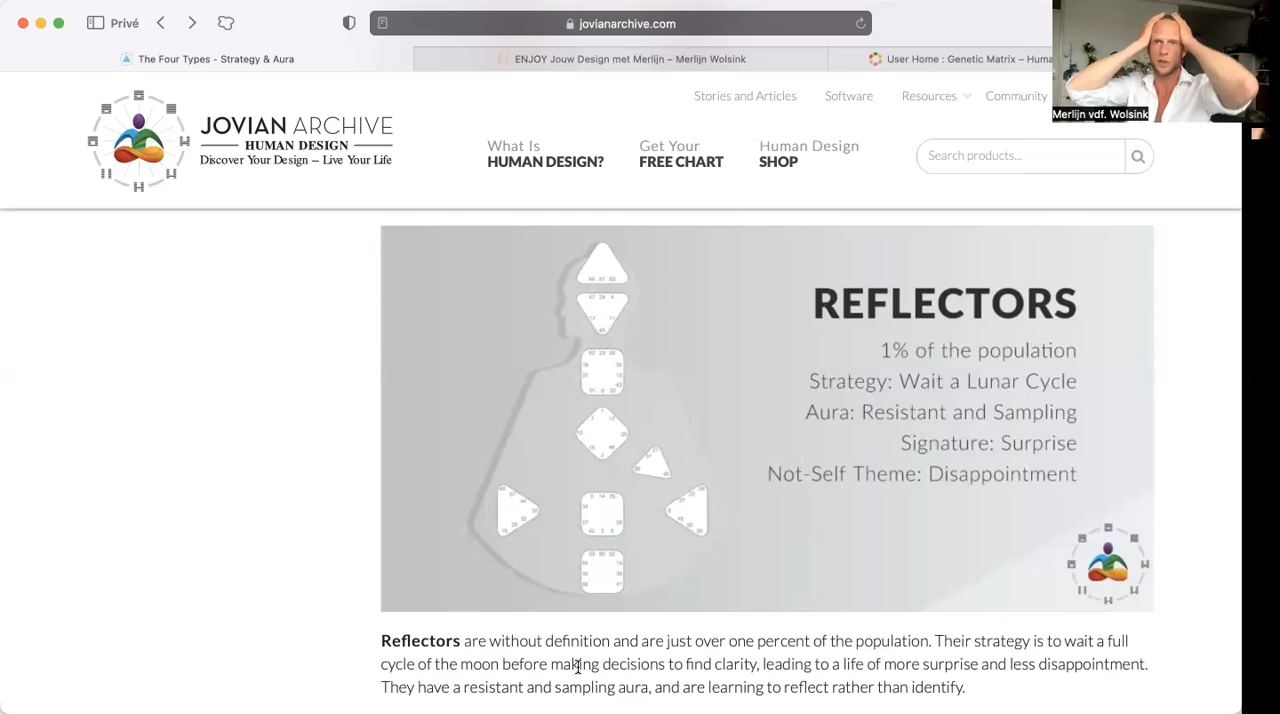 Privé
jovianarchive.com
The Four Types - Strategy & Aura
ENJOY Jouw Design met Merlijn – Merlijn Wolsink
User Home : Genetic Matrix – Huma
Merlijn vdf. Wolsink
Stories and Articles
Software
Resources
Community
JOVIAN ARCHIVE
HUMAN DESIGN
Discover Your Design – Live Your Life
What Is
HUMAN DESIGN?
Get Your
FREE CHART
Human Design
SHOP
Search products...
REFLECTORS
1% of the population
Strategy: Wait a Lunar Cycle
Aura: Resistant and Sampling
Signature: Surprise
Not-Self Theme: Disappointment
Reflectors are without definition and are just over one percent of the population. Their strategy is to wait a full
cycle of the moon before making decisions to find clarity, leading to a life of more surprise and less disappointment.
They have a resistant and sampling aura, and are learning to reflect rather than identify.